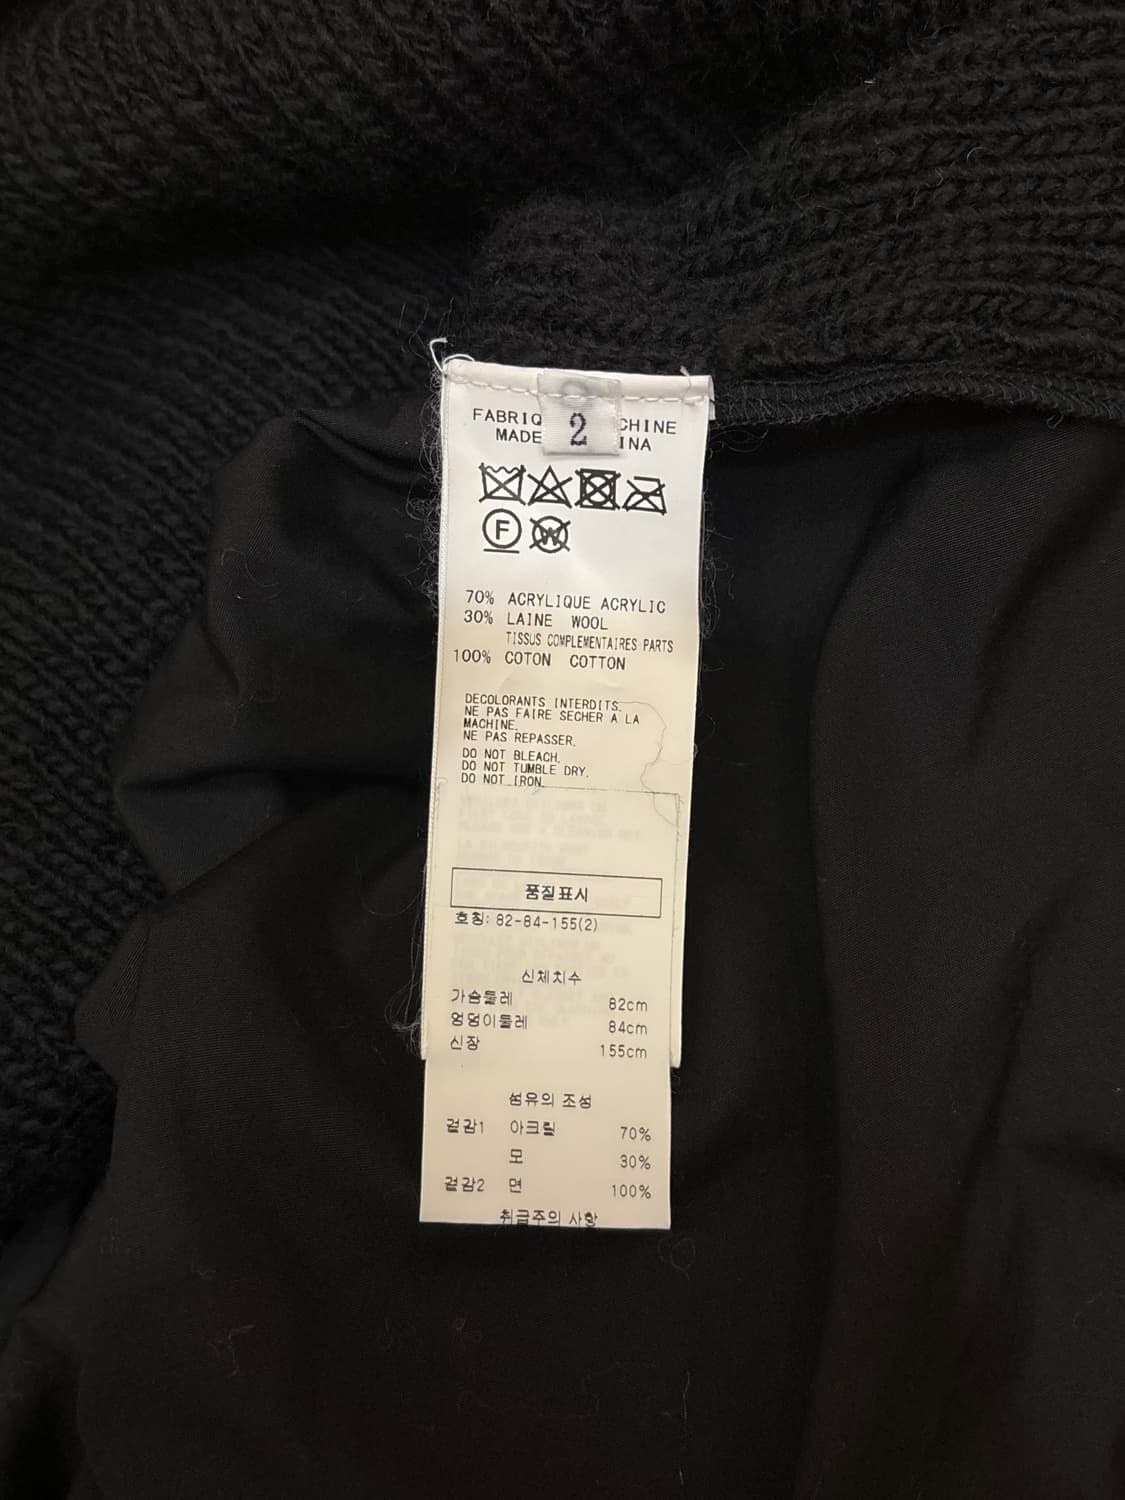 FABRIQ CHINE
2
MADE INA
F
W
70% ACRYLIQUE ACRYLIC
30% LAINE WOOL
TISSUS COMPLEMENTAIRES PARTS
100% COTON COTTON
DECOLORANTS INTERDITS.
NE PAS FAIRE SECHER A LA
MACHINE.
NE PAS REPASSER.
DO NOT BLEACH.
DO NOT TUMBLE DRY.
DO NOT IRON.
품질표시
호칭: 82-84-155(2)
신체치수
가슴둘레 82cm
엉덩이둘레 84cm
신장 155cm
섬유의 조성
겉감1 아크릴 70%
모 30%
겉감2 면 100%
취급주의 사항